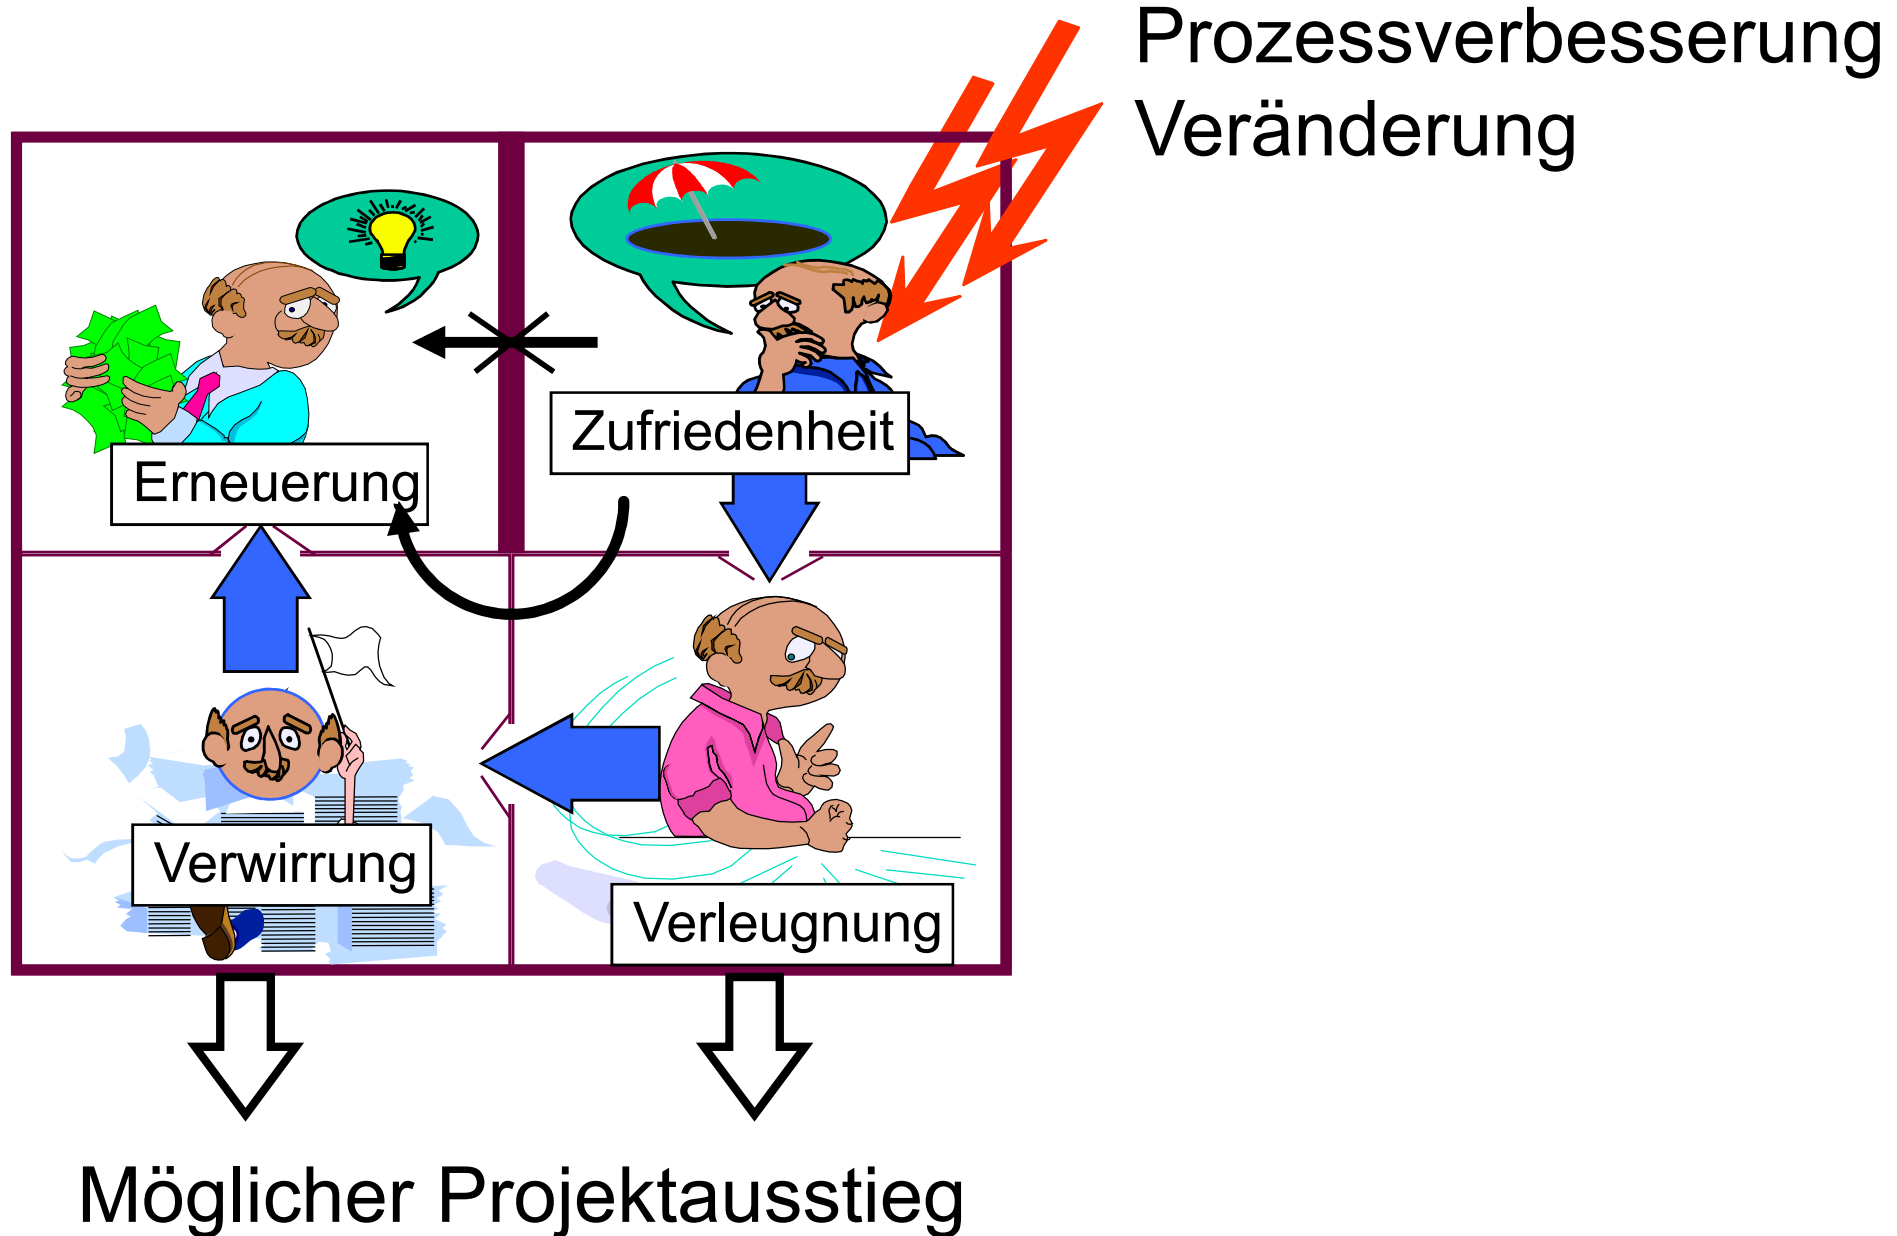 Prozessverbesserung
Veränderung
Zufriedenheit
Erneuerung
Verwirrung
Verleugnung
Möglicher Projektausstieg